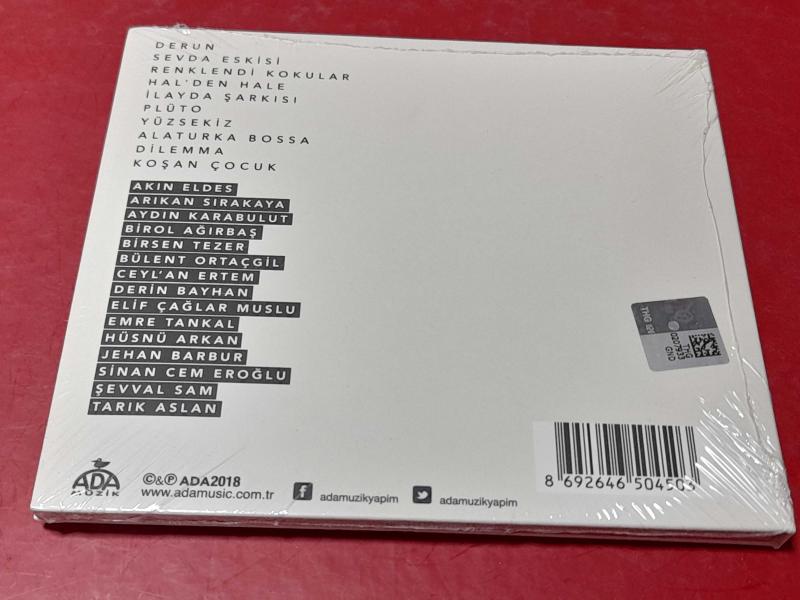 DERUN
SEVDA ESKİSİ
RENKLENDİ KOKULAR
HAL'DEN HALE
İLAYDA ŞARKISI
PLÜTO
YÜZSEKİZ
ALATURKA BOSSA
DİLEMMA
KOŞAN ÇOCUK
AKIN ELDES
ARIKAN SIRAKAYA
AYDIN KARABULUT
BİROL AĞIRBAŞ
BİRSEN TEZER
BÜLENT ORTAÇGİL
CEYL'AN ERTEM
DERİN BAYHAN
ELİF ÇAĞLAR MUSLU
EMRE TANKAL
HÜSNÜ ARKAN
JEHAN BARBUR
SİNAN CEM EROĞLU
ŞEVVAL SAM
TARIK ASLAN
THG
0207933
GND
ADA
MÜZİK
©&℗ ADA2018
www.adamusic.com.tr
adamuzikyapim
adamuzikyapim
8 692646 504503